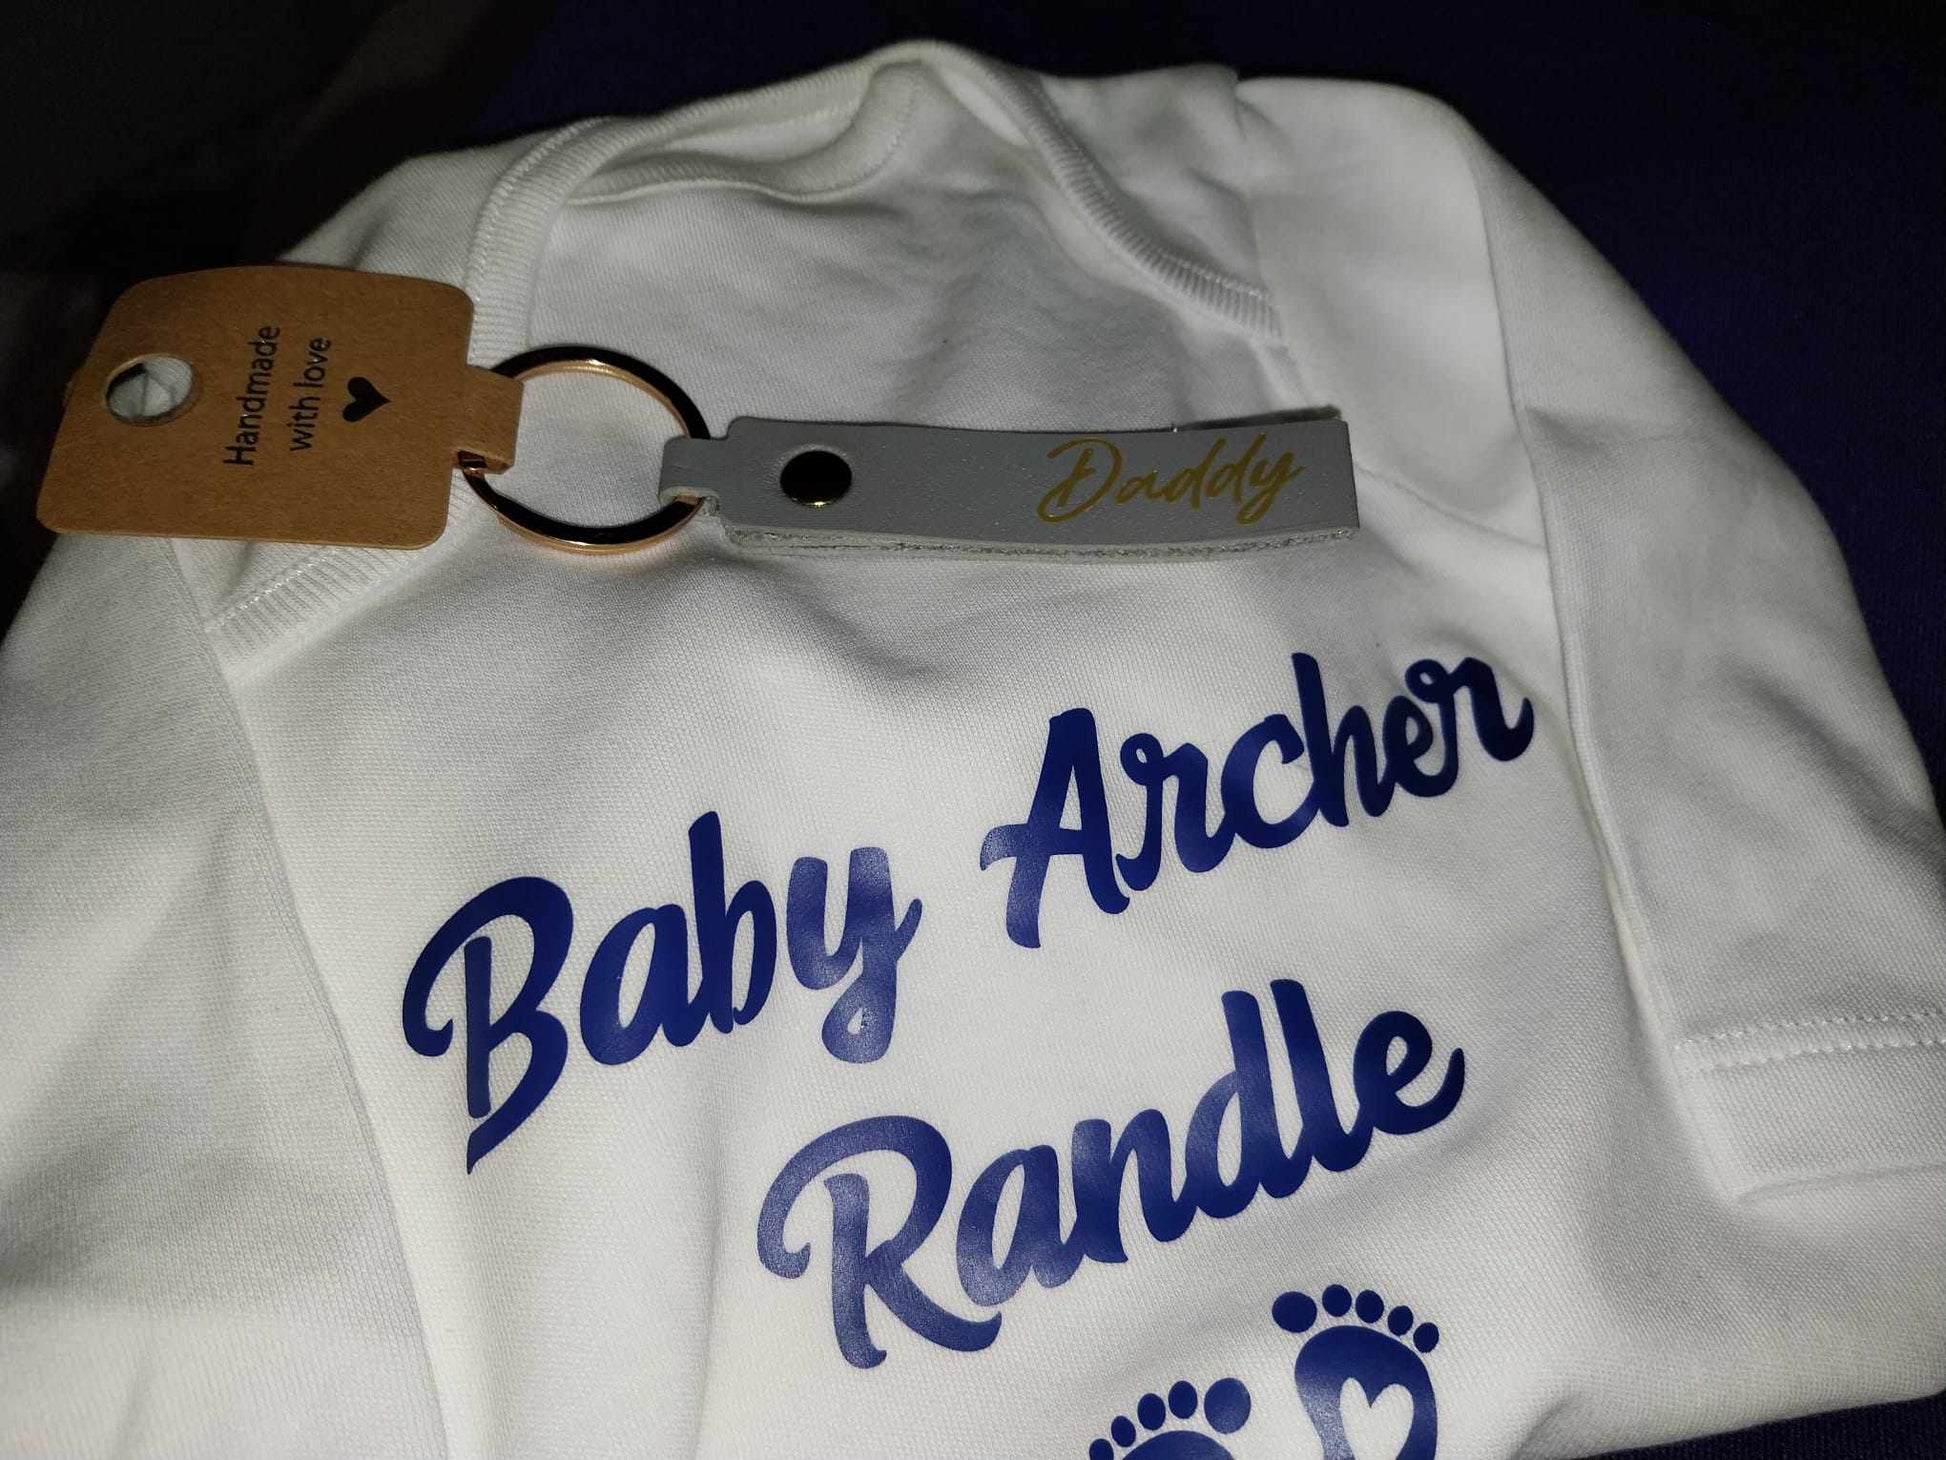 Handmade
with love
Daddy
Baby Archer
Randle